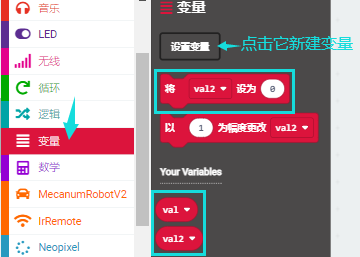 音乐
LED
无线
循环
逻辑
变量
数学
MecanumRobotV2
IrRemote
Neopixel
变量
设置变量
点击它新建变量
将 val2 设为 0
以 1 为幅度更改 val2
Your Variables
val
val2